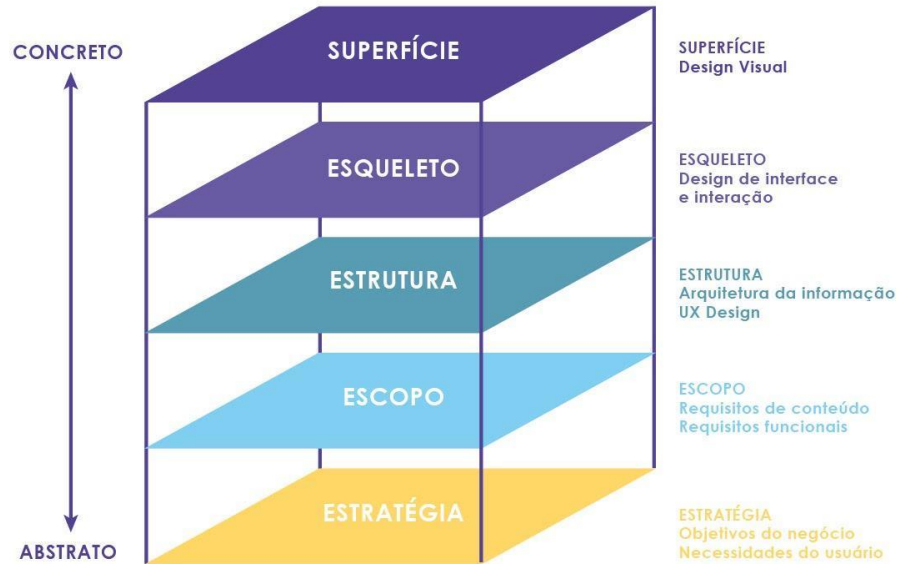 CONCRETO
ABSTRATO
SUPERFÍCIE
ESQUELETO
ESTRUTURA
ESCOPO
ESTRATÉGIA
SUPERFÍCIE
Design Visual
ESQUELETO
Design de interface
e interação
ESTRUTURA
Arquitetura da informação
UX Design
ESCOPO
Requisitos de conteúdo
Requisitos funcionais
ESTRATÉGIA
Objetivos do negócio
Necessidades do usuário